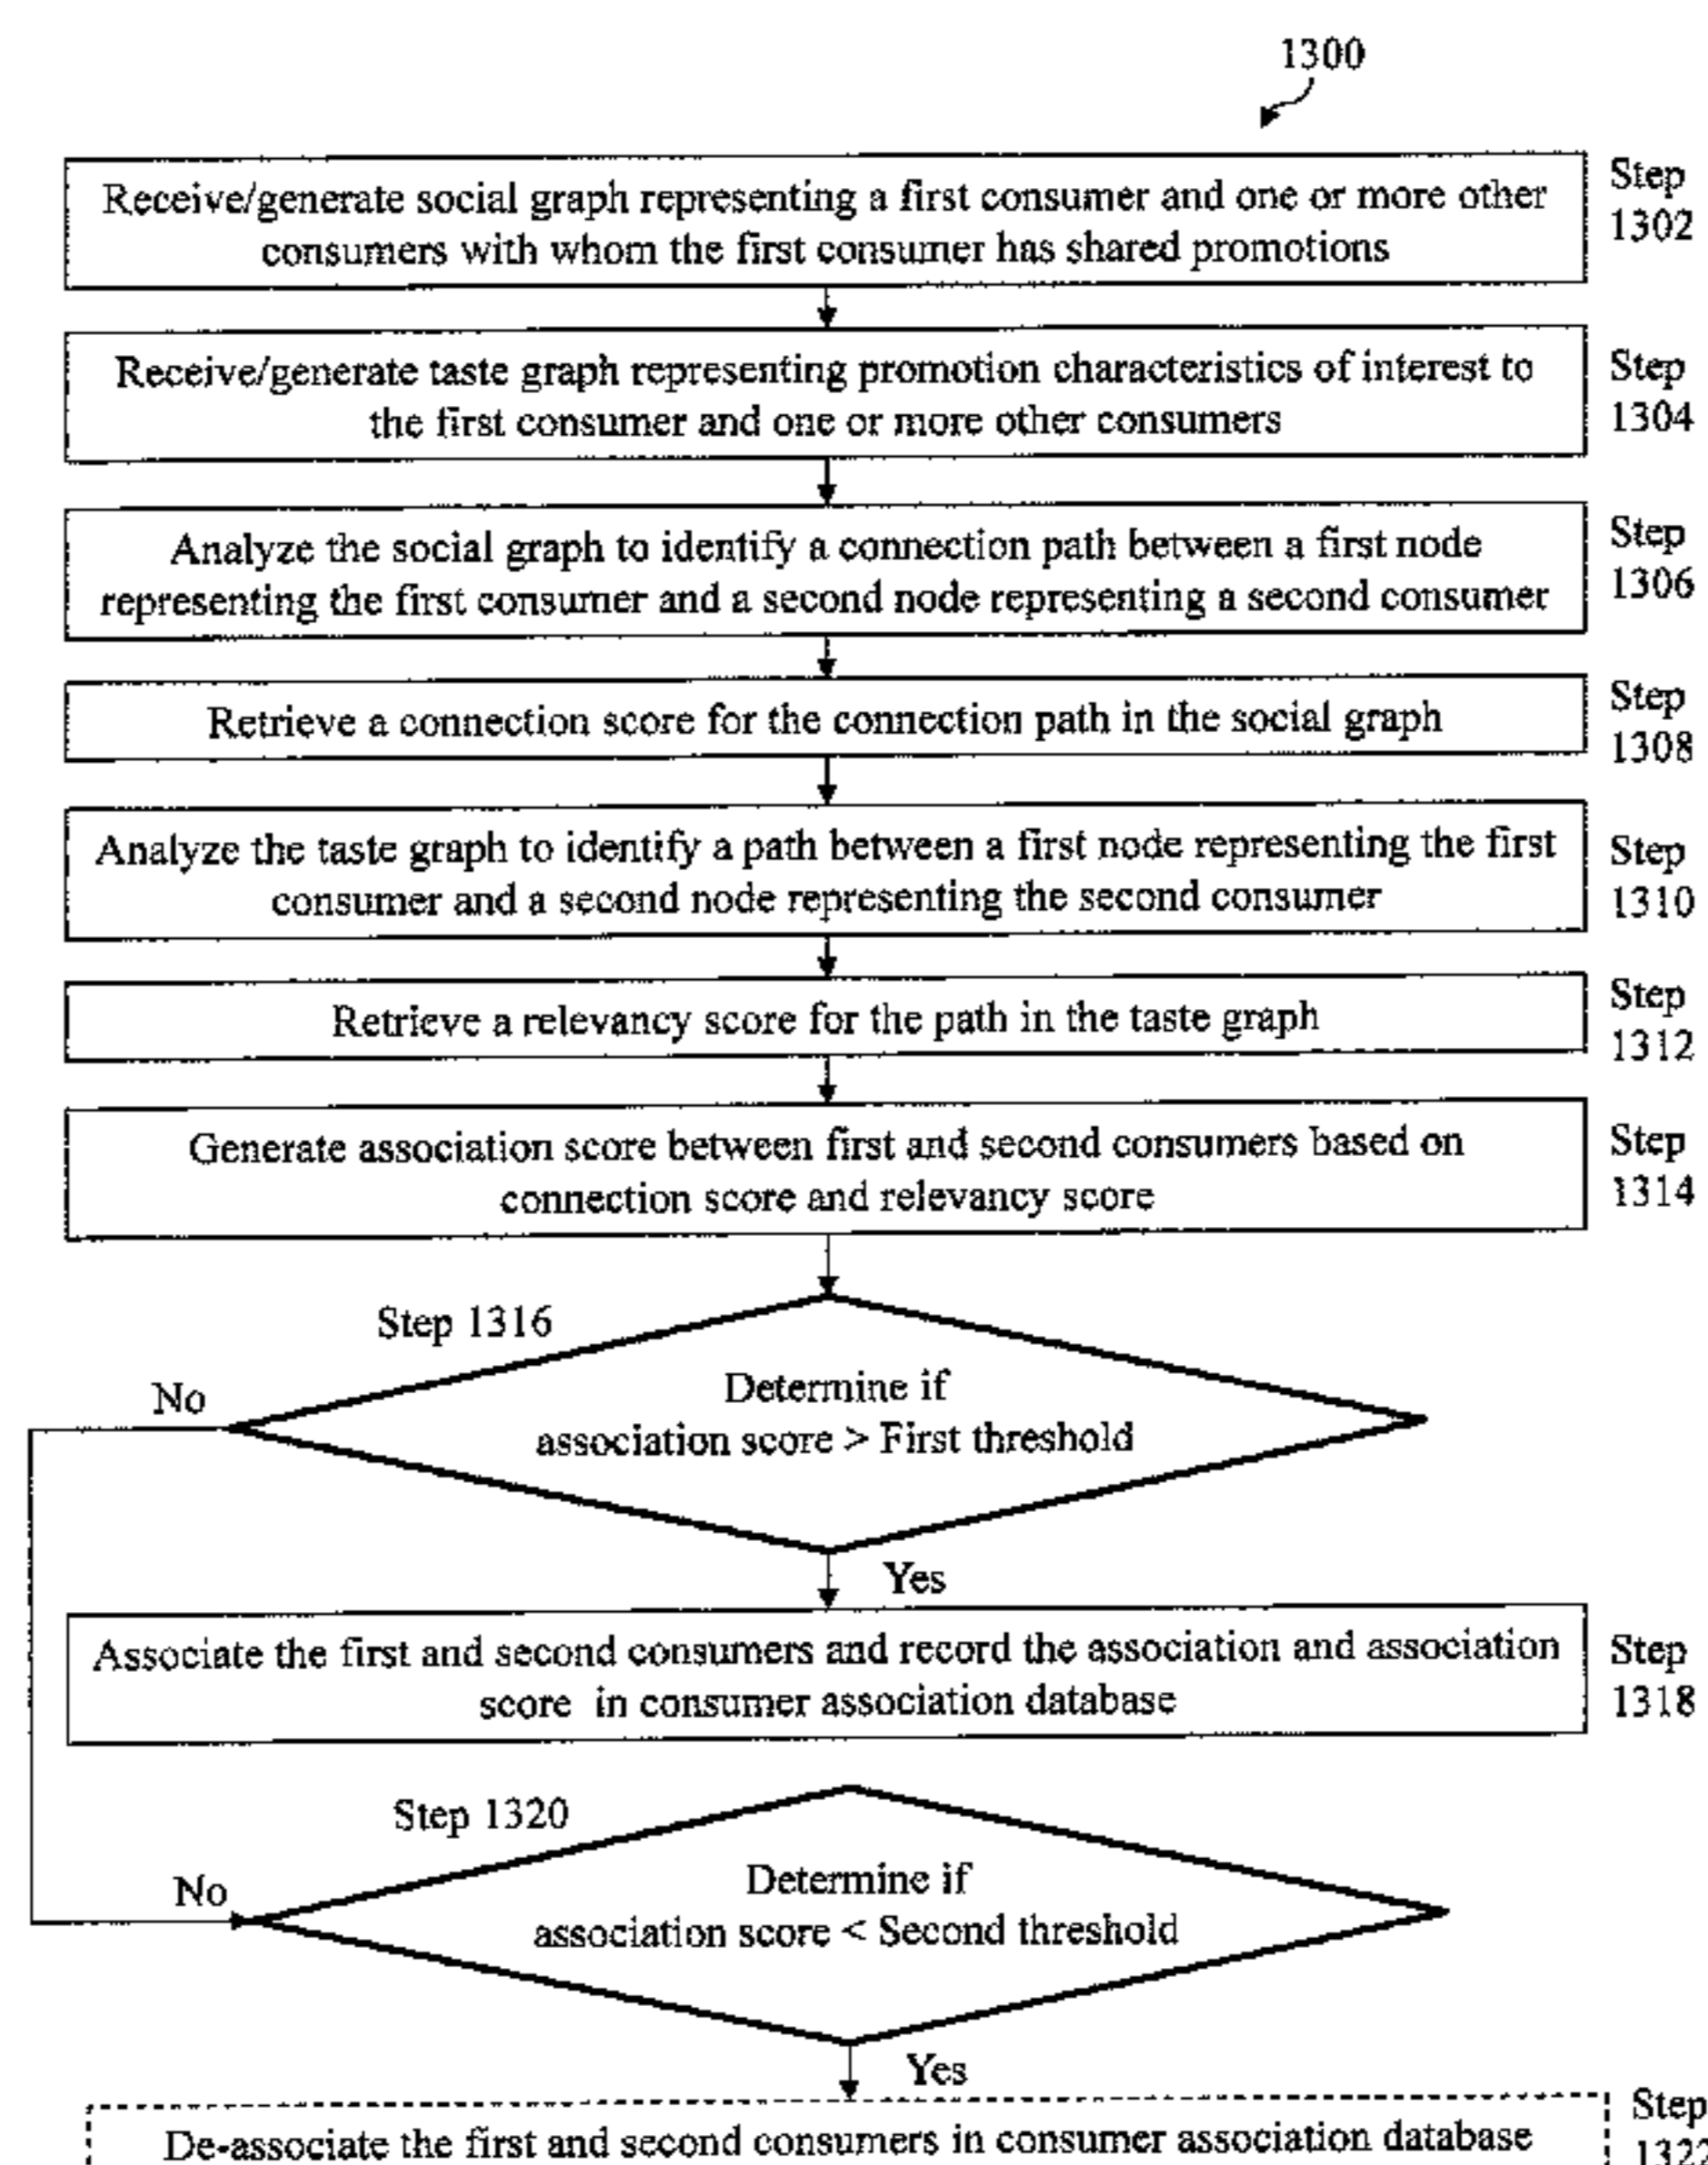 1300
Receive/generate social graph representing a first consumer and one or more other
consumers with whom the first consumer has shared promotions
Step
1302
Receive/generate taste graph representing promotion characteristics of interest to
the first consumer and one or more other consumers
Step
1304
Analyze the social graph to identify a connection path between a first node
representing the first consumer and a second node representing a second consumer
Step
1306
Retrieve a connection score for the connection path in the social graph
Step
1308
Analyze the taste graph to identify a path between a first node representing the first
consumer and a second node representing the second consumer
Step
1310
Retrieve a relevancy score for the path in the taste graph
Step
1312
Generate association score between first and second consumers based on
connection score and relevancy score
Step
1314
Step 1316
No
Determine if
association score > First threshold
Yes
Associate the first and second consumers and record the association and association
score in consumer association database
Step
1318
Step 1320
No
Determine if
association score < Second threshold
Yes
De-associate the first and second consumers in consumer association database
Step
1322